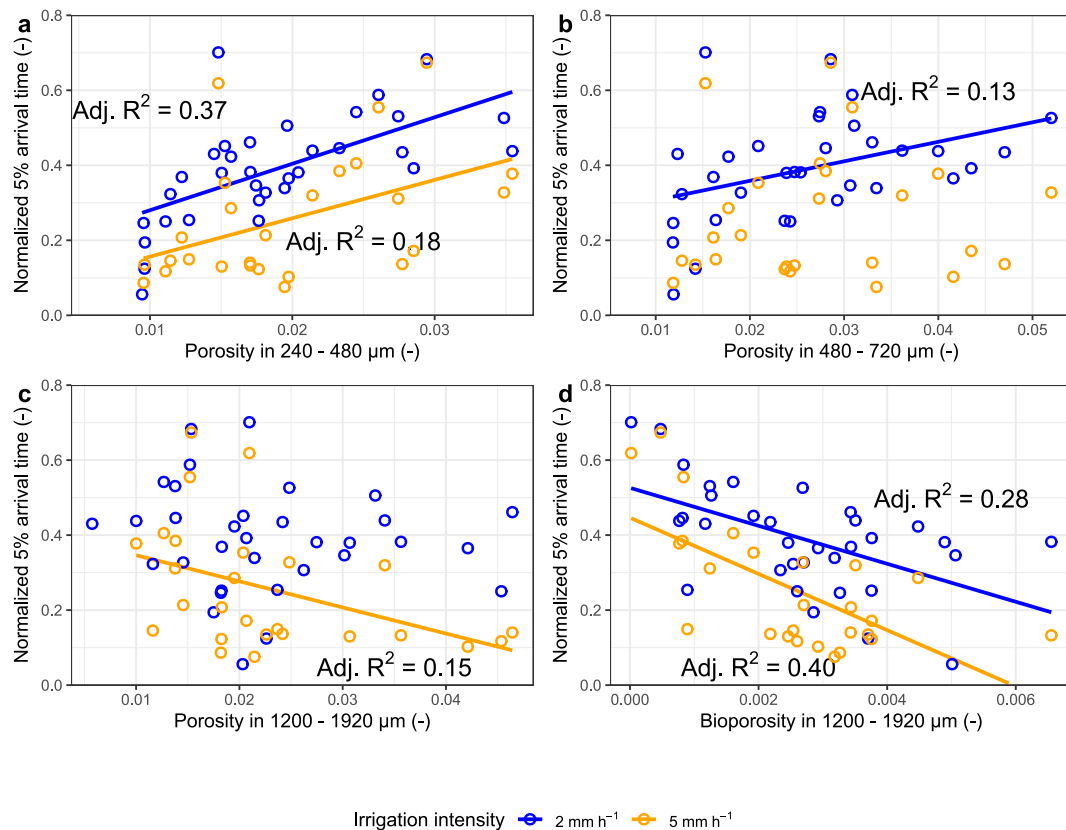 a
Normalized 5% arrival time (-)
0.8
0.6
0.4
0.2
0.0
Adj. R² = 0.37
Adj. R² = 0.18
0.01 0.02 0.03
Porosity in 240 - 480 µm (-)
b
Normalized 5% arrival time (-)
0.8
0.6
0.4
0.2
0.0
Adj. R² = 0.13
0.01 0.02 0.03 0.04 0.05
Porosity in 480 - 720 µm (-)
c
Normalized 5% arrival time (-)
0.8
0.6
0.4
0.2
0.0
Adj. R² = 0.15
0.01 0.02 0.03 0.04
Porosity in 1200 - 1920 µm (-)
d
Normalized 5% arrival time (-)
0.8
0.6
0.4
0.2
0.0
Adj. R² = 0.28
Adj. R² = 0.40
0.000 0.002 0.004 0.006
Bioporosity in 1200 - 1920 µm (-)
Irrigation intensity 2 mm h⁻¹ 5 mm h⁻¹